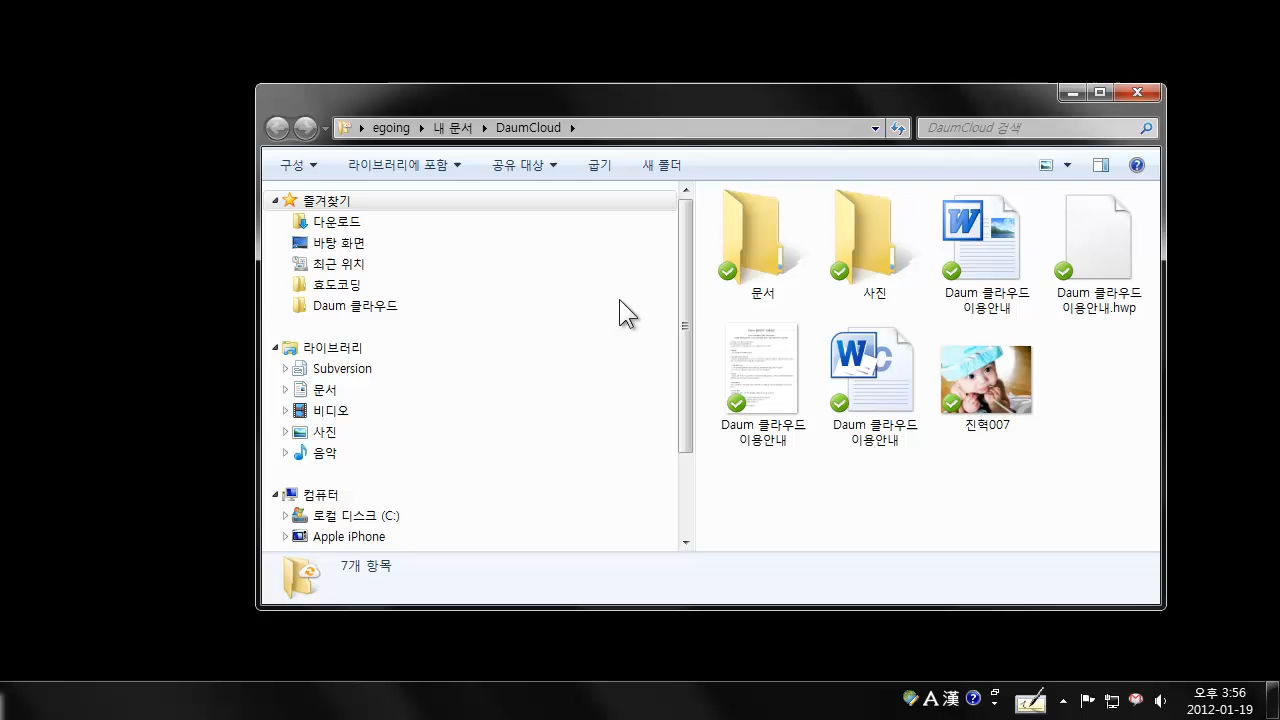 egoing 내 문서 DaumCloud
DaumCloud 검색
구성 라이브러리에 포함 공유 대상 굽기 새 폴더
즐겨찾기
다운로드
바탕 화면
최근 위치
효도코딩
Daum 클라우드
라이브러리
Subversion
문서
비디오
사진
음악
컴퓨터
로컬 디스크 (C:)
Apple iPhone
문서
사진
Daum 클라우드
이용안내
Daum 클라우드
이용안내.hwp
Daum 클라우드
이용안내
Daum 클라우드
이용안내
진혁007
7개 항목
A 漢
오후 3:56
2012-01-19